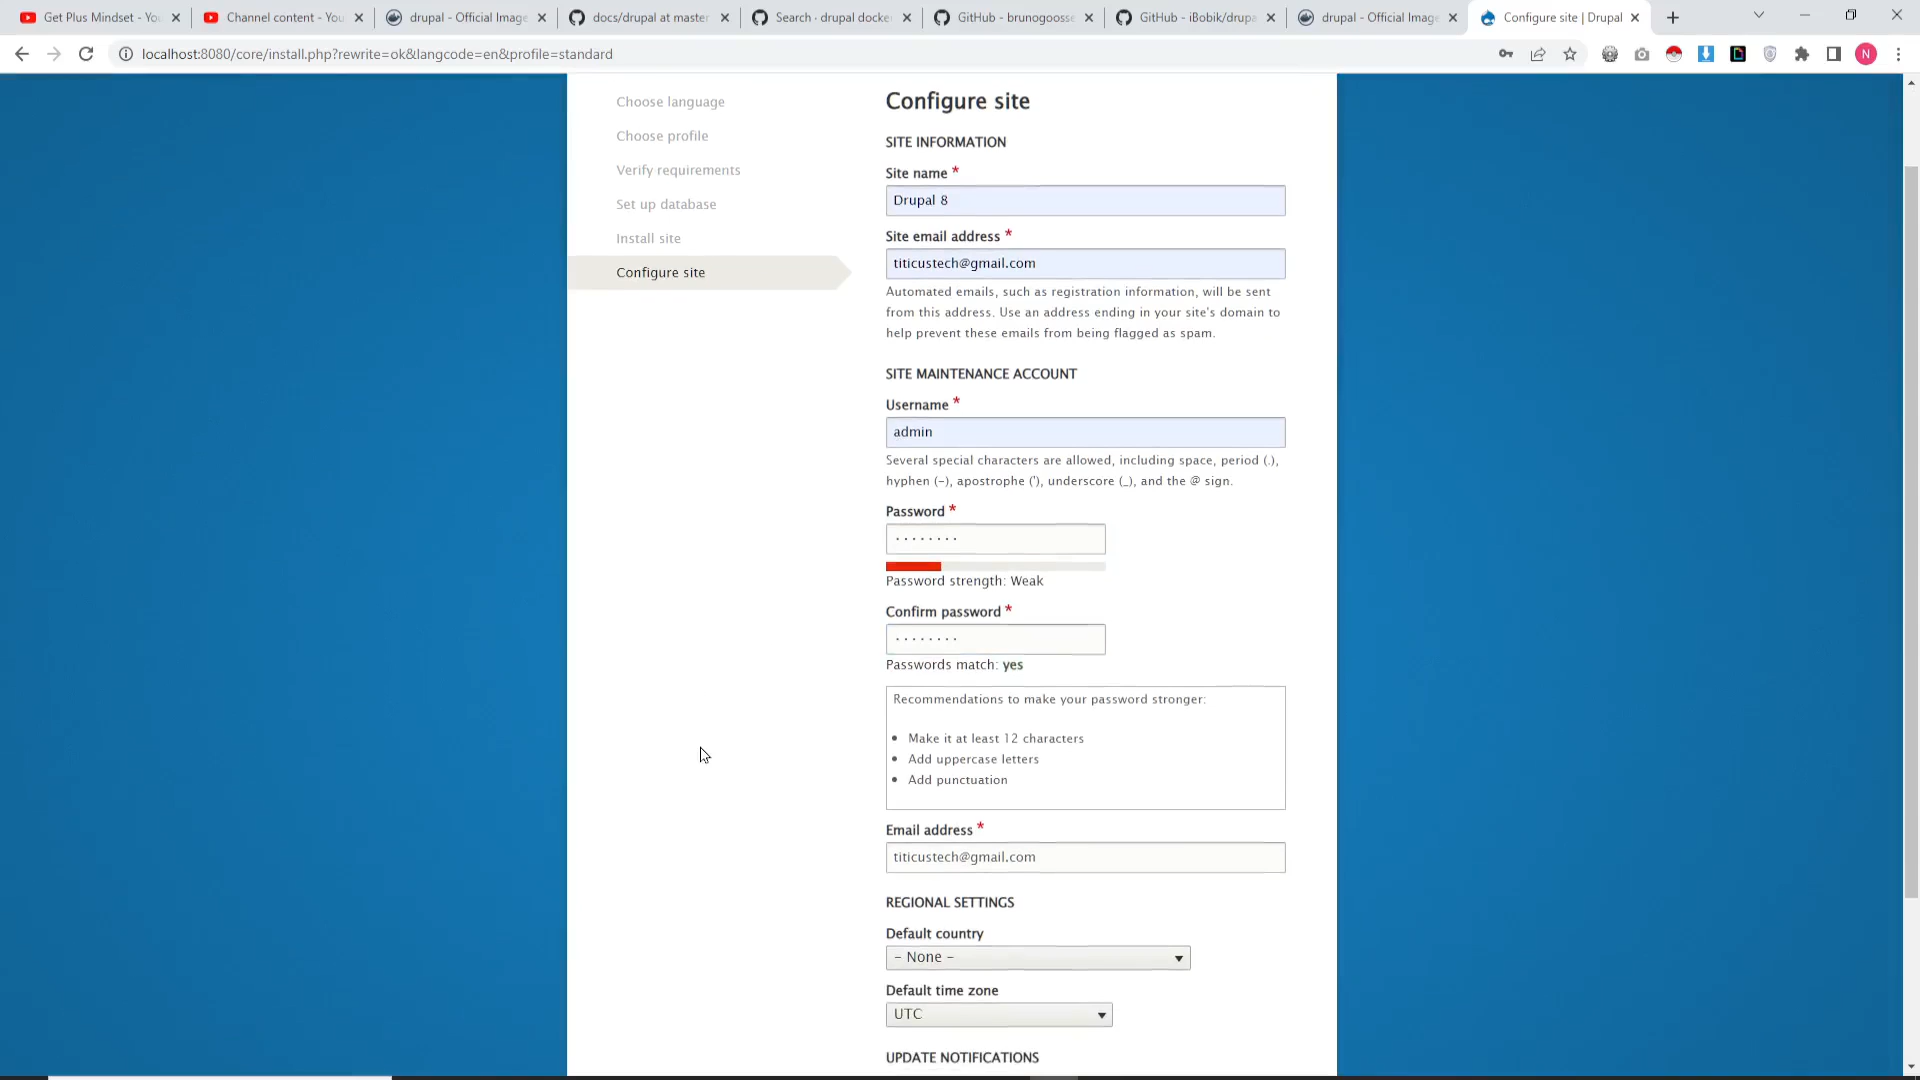 Get Plus Mindset - You
Channel content - You
drupal - Official Image
docs/drupal at master
Search · drupal docker
GitHub - brunogoosse
GitHub - iBobik/drupa
drupal - Official Image
Configure site | Drupal
localhost:8080/core/install.php?rewrite=ok&langcode=en&profile=standard
N
Choose language
Choose profile
Verify requirements
Set up database
Install site
Configure site
Configure site
SITE INFORMATION
Site name *
Drupal 8
Site email address *
titicustech@gmail.com
Automated emails, such as registration information, will be sent
from this address. Use an address ending in your site's domain to
help prevent these emails from being flagged as spam.
SITE MAINTENANCE ACCOUNT
Username *
admin
Several special characters are allowed, including space, period (.),
hyphen (-), apostrophe ('), underscore (_), and the @ sign.
Password *
Password strength: Weak
Confirm password *
Passwords match: yes
Recommendations to make your password stronger:
Make it at least 12 characters
Add uppercase letters
Add punctuation
Email address *
titicustech@gmail.com
REGIONAL SETTINGS
Default country
- None -
Default time zone
UTC
UPDATE NOTIFICATIONS